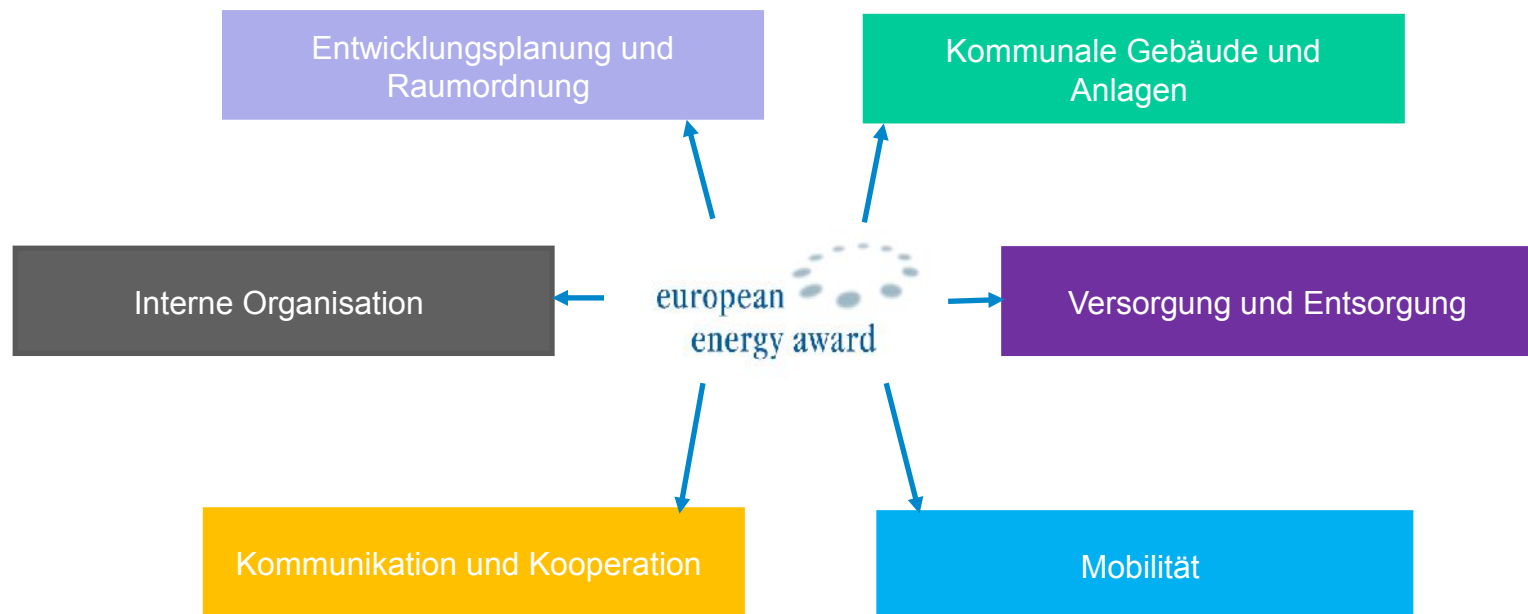 Entwicklungsplanung und
Raumordnung
Kommunale Gebäude und
Anlagen
Interne Organisation
european
energy award
Versorgung und Entsorgung
Kommunikation und Kooperation
Mobilität